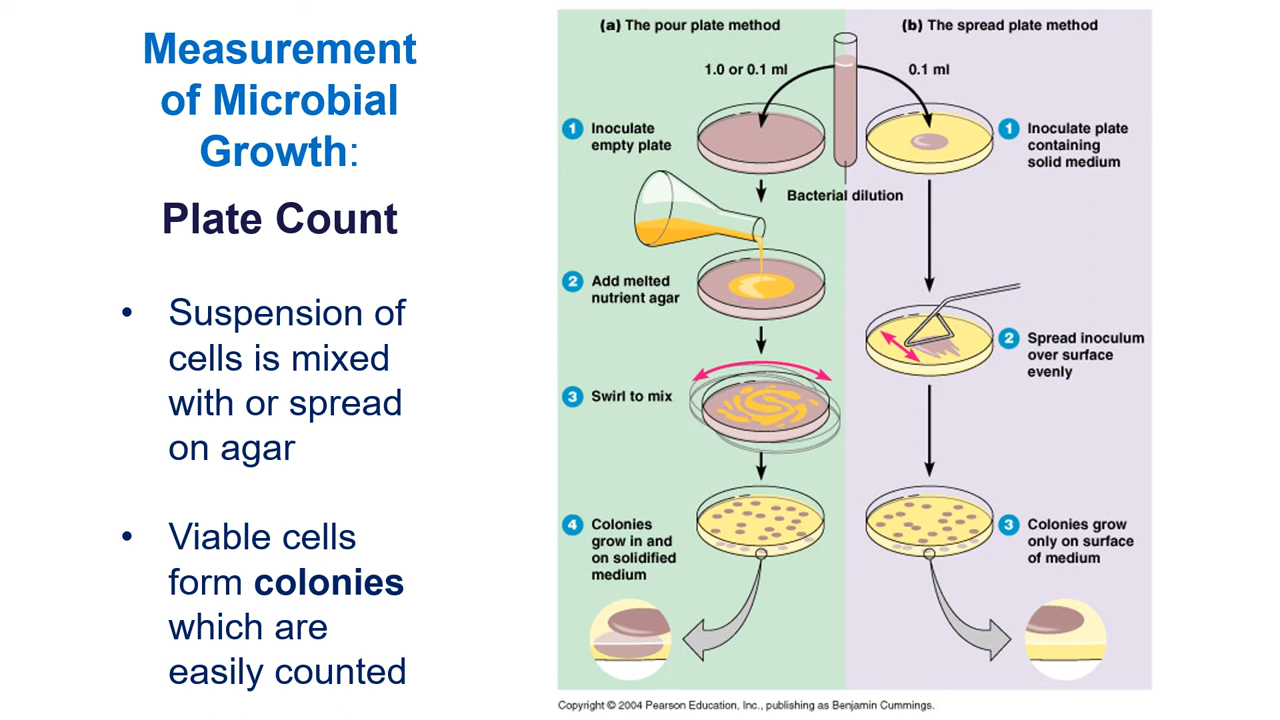 Measurement
of Microbial
Growth:
Plate Count
• Suspension of
cells is mixed
with or spread
on agar
• Viable cells
form colonies
which are
easily counted
(a) The pour plate method
1.0 or 0.1 ml
1 Inoculate
empty plate
Bacterial dilution
2 Add melted
nutrient agar
3 Swirl to mix
4 Colonies
grow in and
on solidified
medium
(b) The spread plate method
0.1 ml
1 Inoculate plate
containing
solid medium
2 Spread inoculum
over surface
evenly
3 Colonies grow
only on surface
of medium
Copyright © 2004 Pearson Education, Inc., publishing as Benjamin Cummings.